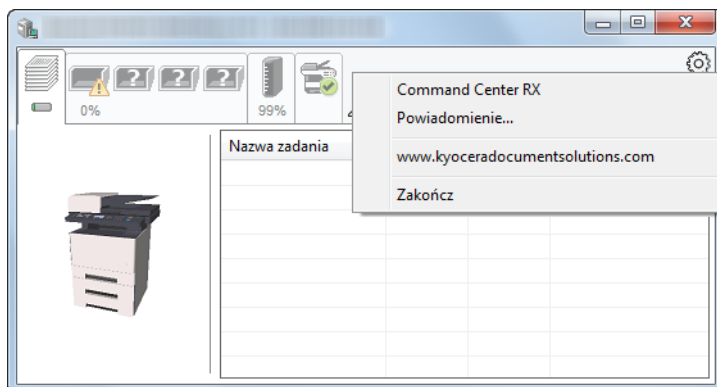 0%
99%
Nazwa zadania
Command Center RX
Powiadomienie...
www.kyoceradocumentsolutions.com
Zakończ